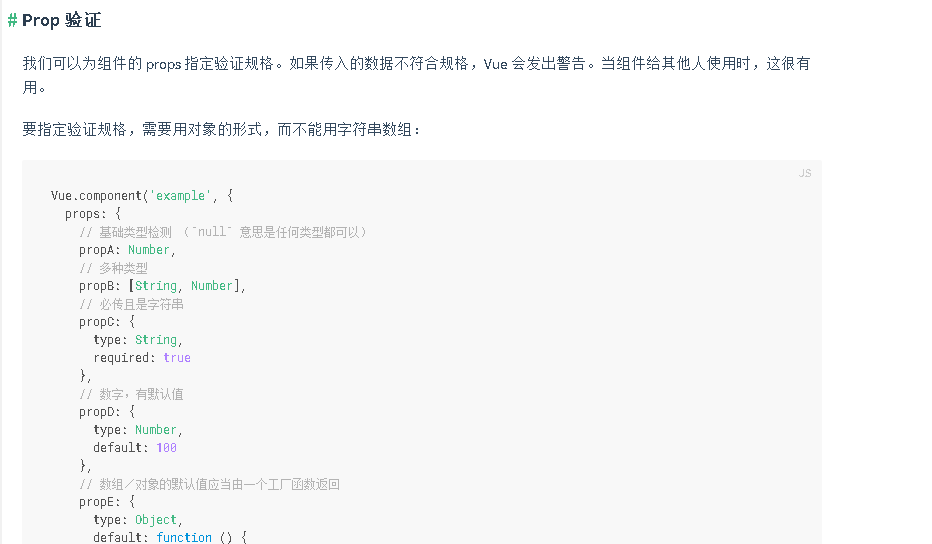 # Prop 验证
我们可以为组件的 props 指定验证规格。如果传入的数据不符合规格，Vue 会发出警告。当组件给其他人使用时，这很有
用。
要指定验证规格，需要用对象的形式，而不能用字符串数组：
JS
Vue.component('example', {
  props: {
    // 基础类型检测 （`null` 意思是任何类型都可以）
    propA: Number,
    // 多种类型
    propB: [String, Number],
    // 必传且是字符串
    propC: {
      type: String,
      required: true
    },
    // 数字，有默认值
    propD: {
      type: Number,
      default: 100
    },
    // 数组／对象的默认值应当由一个工厂函数返回
    propE: {
      type: Object,
      default: function () {